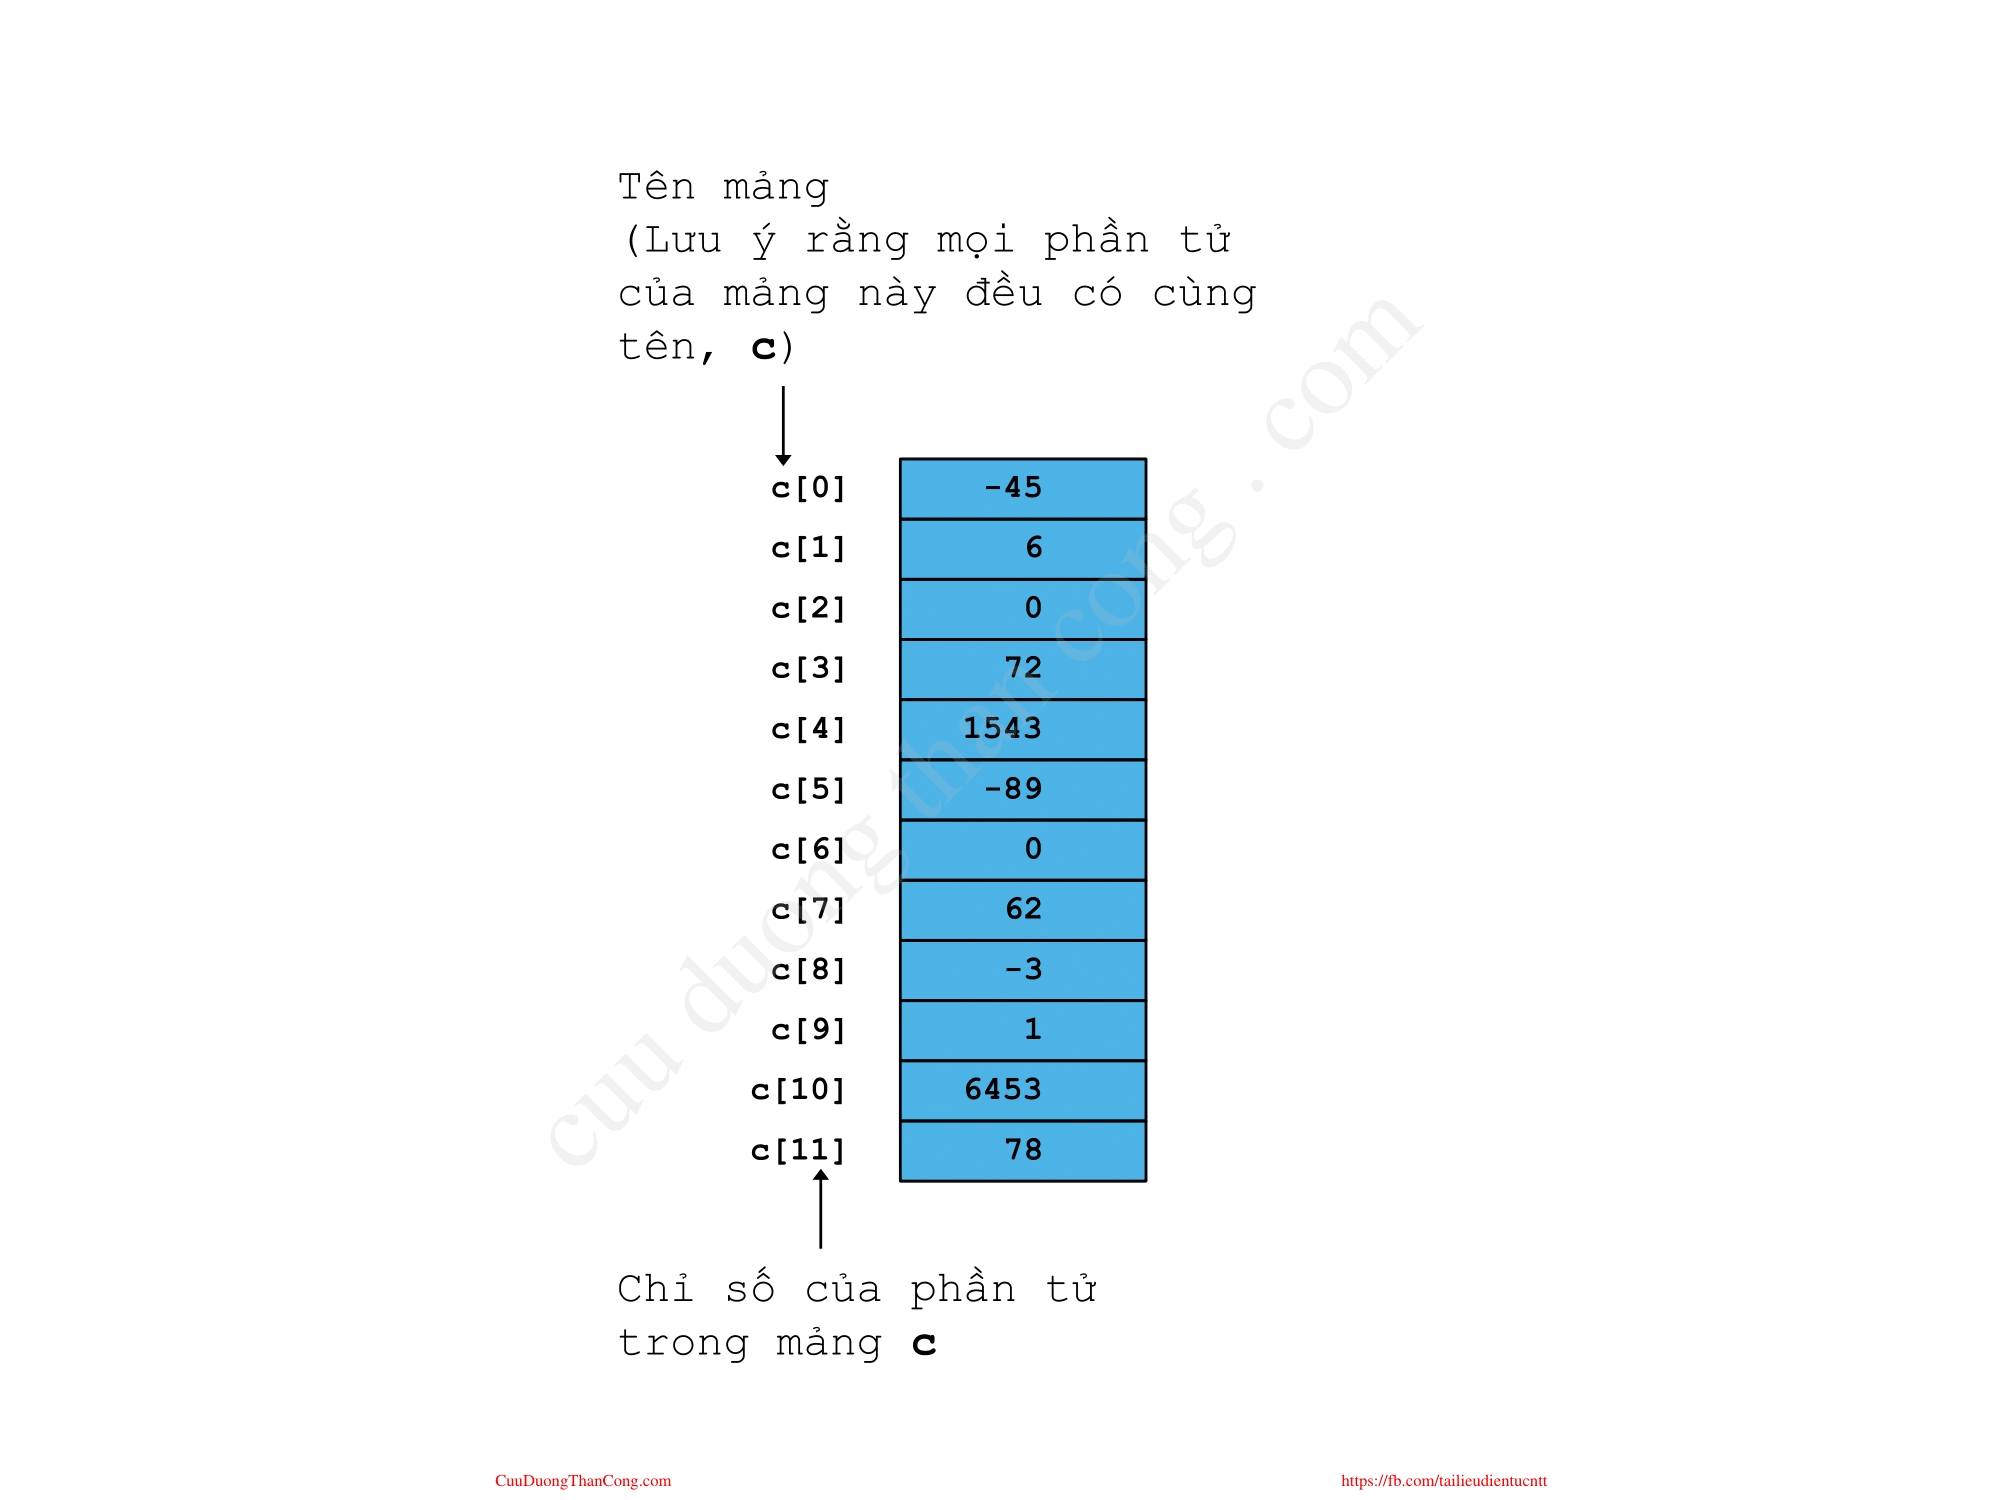 Tên mảng
(Lưu ý rằng mọi phần tử
của mảng này đều có cùng
tên, c)
c[0] -45
c[1] 6
c[2] 0
c[3] 72
c[4] 1543
c[5] -89
c[6] 0
c[7] 62
c[8] -3
c[9] 1
c[10] 6453
c[11] 78
Chỉ số của phần tử
trong mảng c
cuu duong than cong . com
CuuDuongThanCong.com https://fb.com/tailieudientucntt